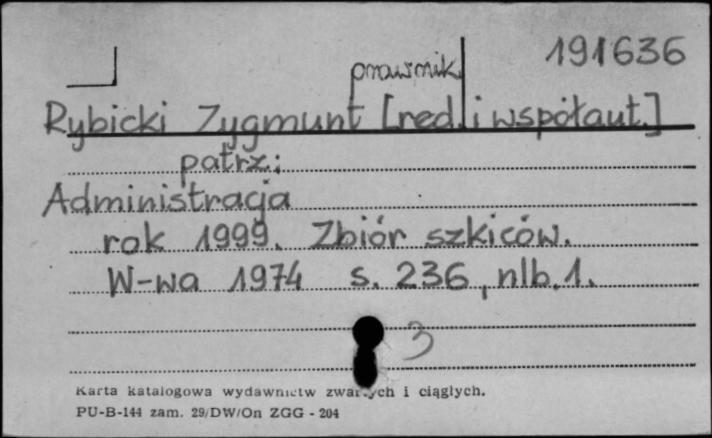 191636
prawnik
Rybicki Zygmunt [red. i współaut.]
patrz:
Administracja
rok 1999. Zbiór szkiców.
W-wa 1974 s. 236, nlb. 1.
3
Karta katalogowa wydawnictw zwartych i ciągłych.
PU-B-144 zam. 29/DW/On ZGG - 204